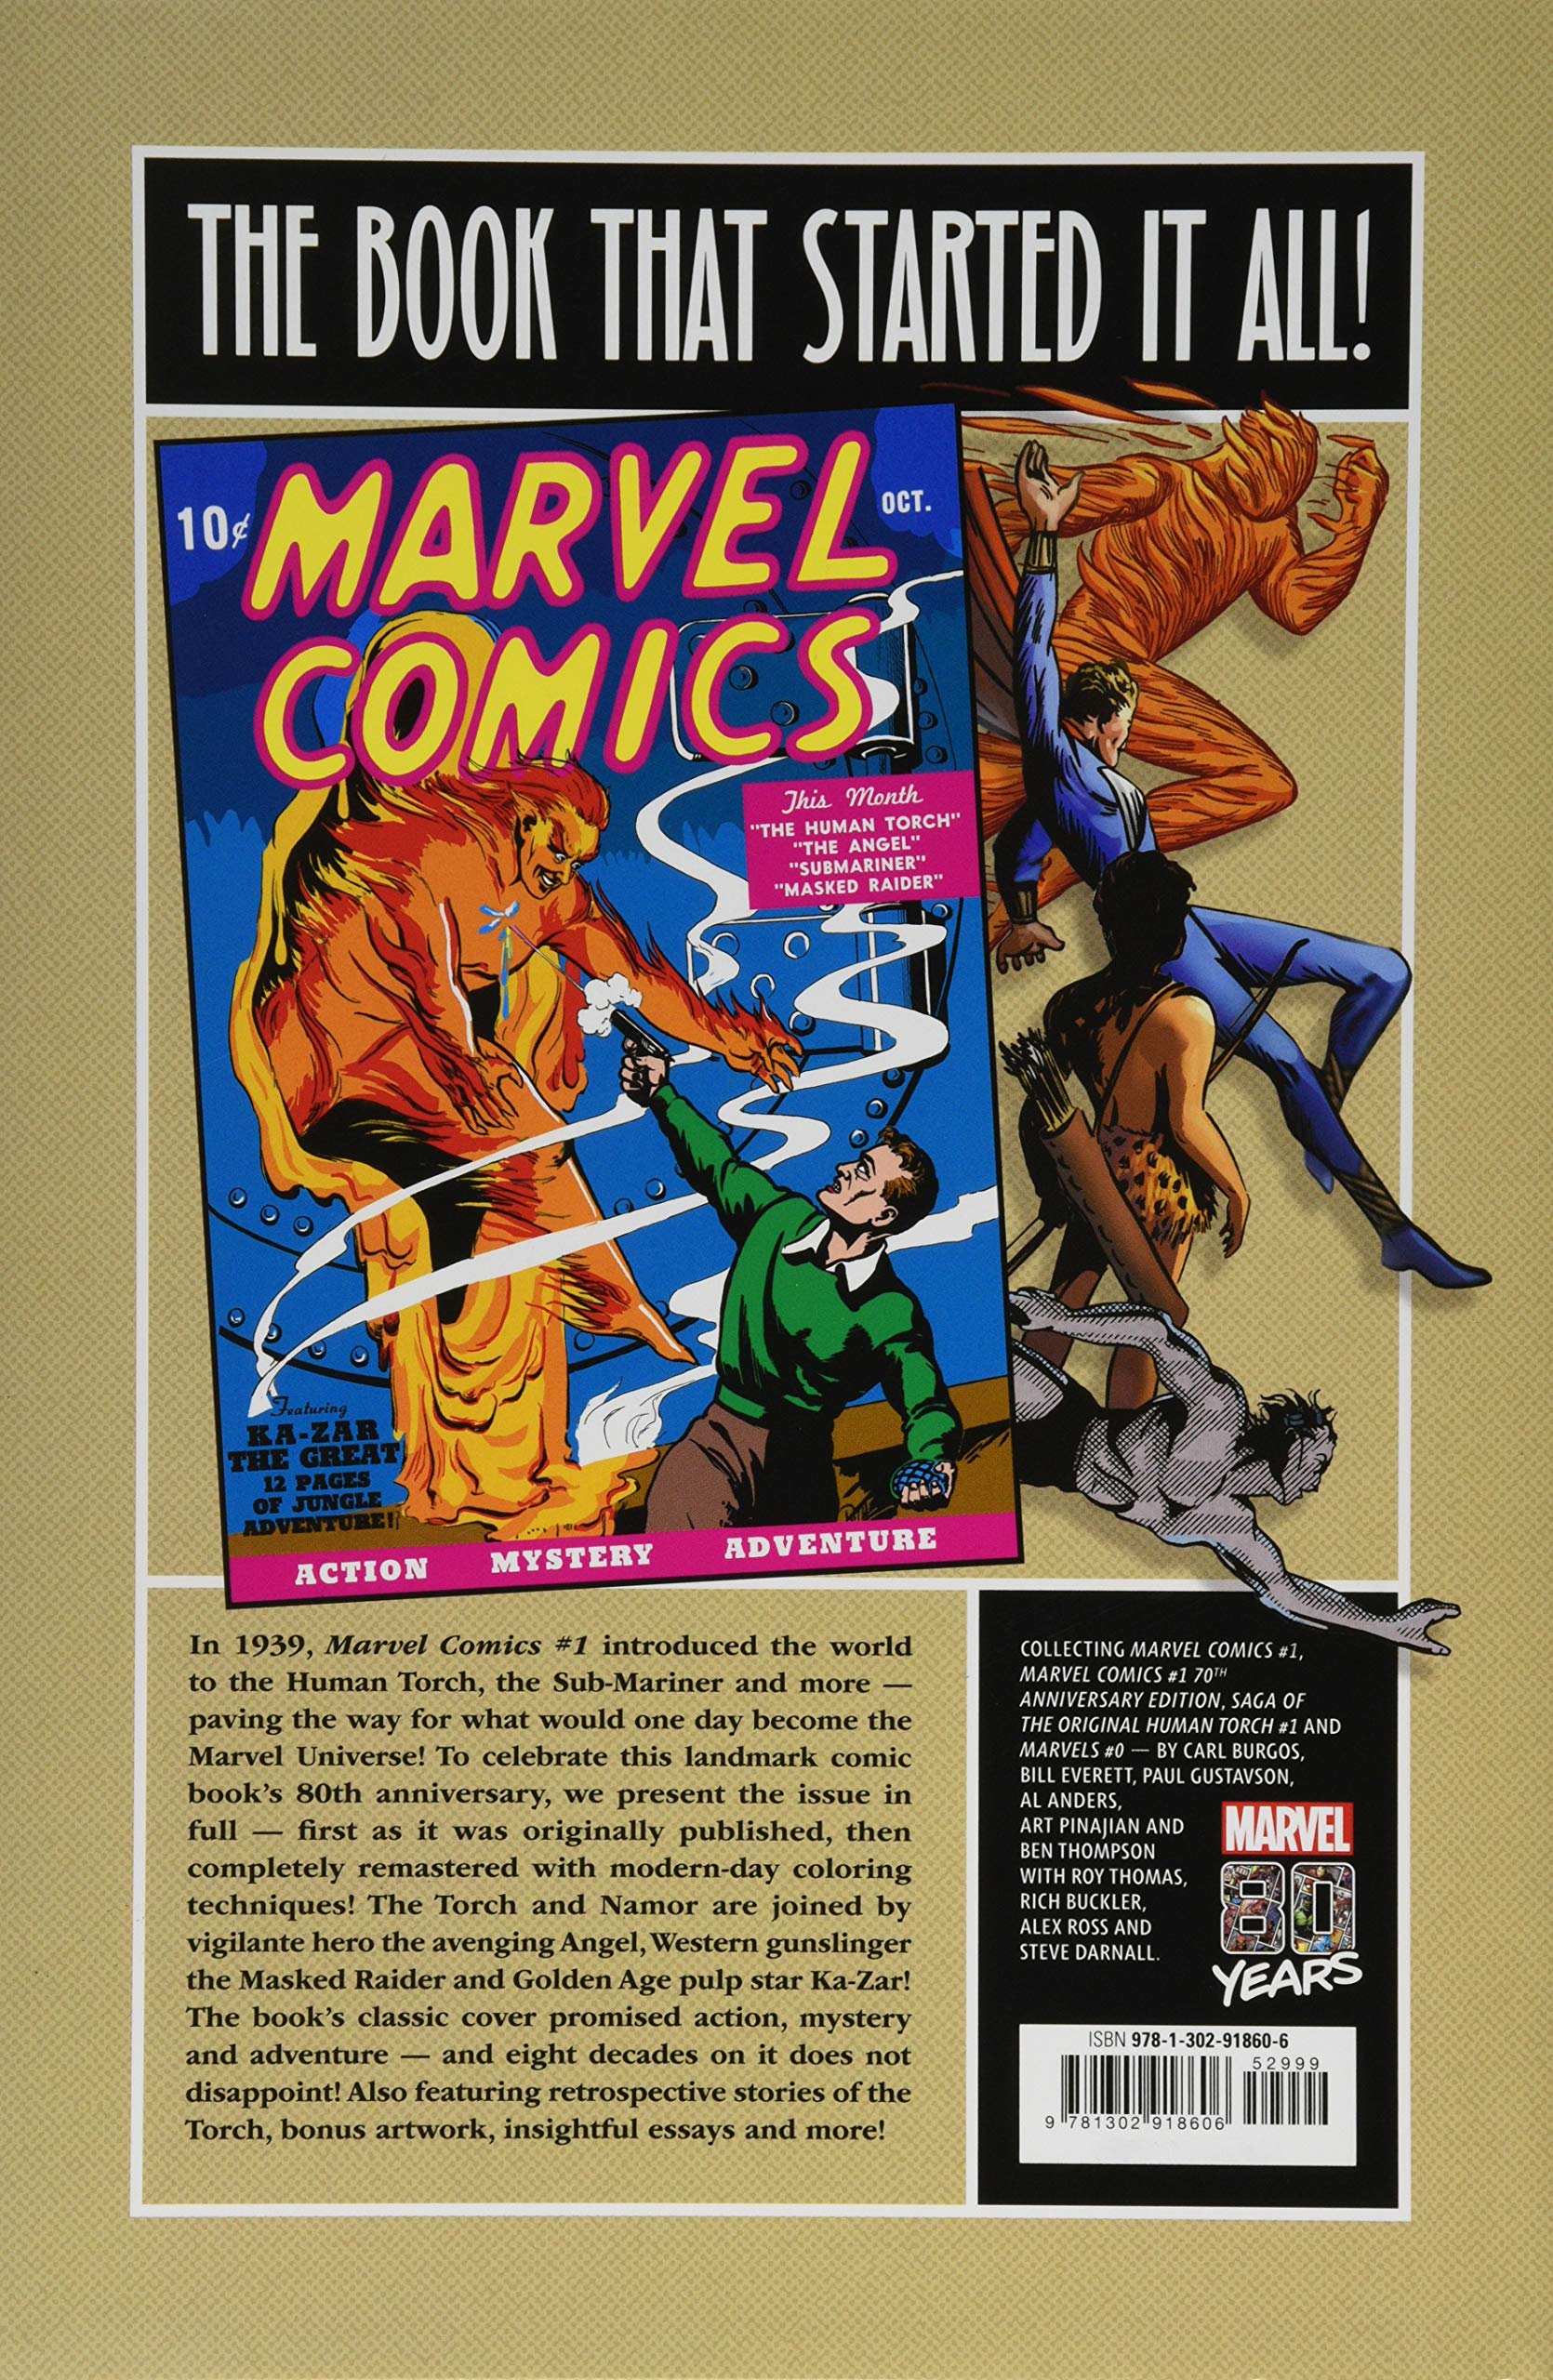 THE BOOK THAT STARTED IT ALL!
10¢
OCT.
MARVEL
COMICS
This Month
"THE HUMAN TORCH"
"THE ANGEL"
"SUBMARINER"
"MASKED RAIDER"
Featuring
KA-ZAR
THE GREAT
12 PAGES
OF JUNGLE
ADVENTURE!
ACTION MYSTERY ADVENTURE
In 1939, Marvel Comics #1 introduced the world
to the Human Torch, the Sub-Mariner and more —
paving the way for what would one day become the
Marvel Universe! To celebrate this landmark comic
book's 80th anniversary, we present the issue in
full — first as it was originally published, then
completely remastered with modern-day coloring
techniques! The Torch and Namor are joined by
vigilante hero the avenging Angel, Western gunslinger
the Masked Raider and Golden Age pulp star Ka-Zar!
The book's classic cover promised action, mystery
and adventure — and eight decades on it does not
disappoint! Also featuring retrospective stories of the
Torch, bonus artwork, insightful essays and more!
COLLECTING MARVEL COMICS #1,
MARVEL COMICS #1 70TH
ANNIVERSARY EDITION, SAGA OF
THE ORIGINAL HUMAN TORCH #1 AND
MARVELS #0 — BY CARL BURGOS,
BILL EVERETT, PAUL GUSTAVSON,
AL ANDERS,
ART PINAJIAN AND
BEN THOMPSON
WITH ROY THOMAS,
RICH BUCKLER,
ALEX ROSS AND
STEVE DARNALL.
MARVEL
80
YEARS
ISBN 978-1-302-91860-6
52999
9 781302 918606